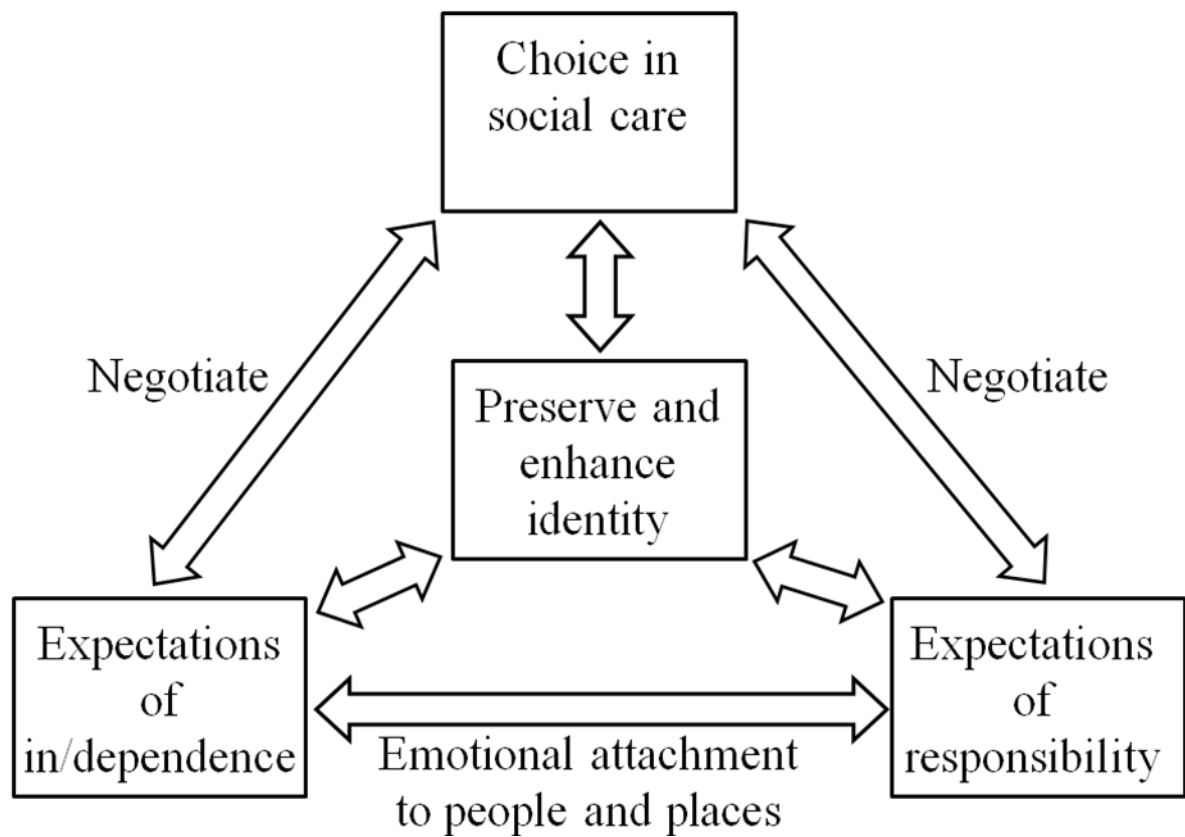 Choice in
social care
Negotiate
Negotiate
Preserve and
enhance
identity
Expectations
of
in/dependence
Expectations
of
responsibility
Emotional attachment
to people and places